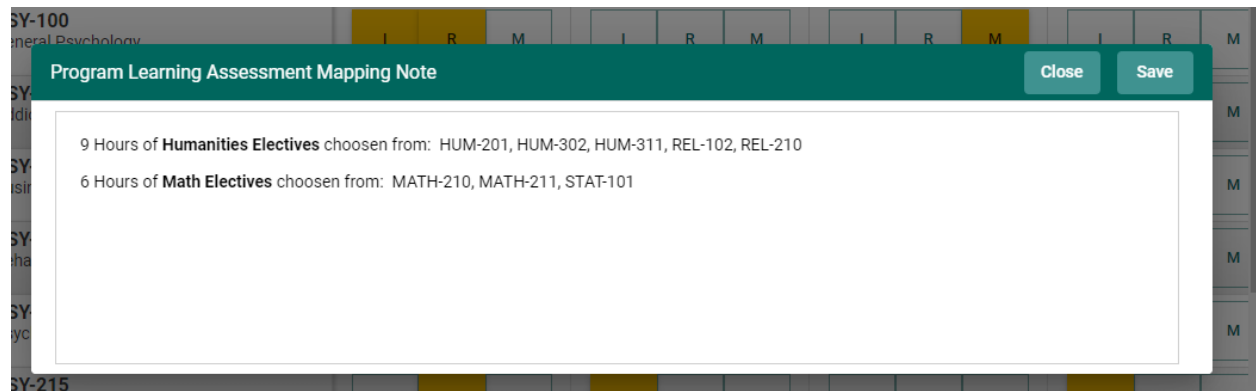 SY-100
eneral Psychology
I R M I R M I R M I R M
Program Learning Assessment Mapping Note
Close Save
9 Hours of Humanities Electives choosen from: HUM-201, HUM-302, HUM-311, REL-102, REL-210
6 Hours of Math Electives choosen from: MATH-210, MATH-211, STAT-101
M
M
M
M
SY-215